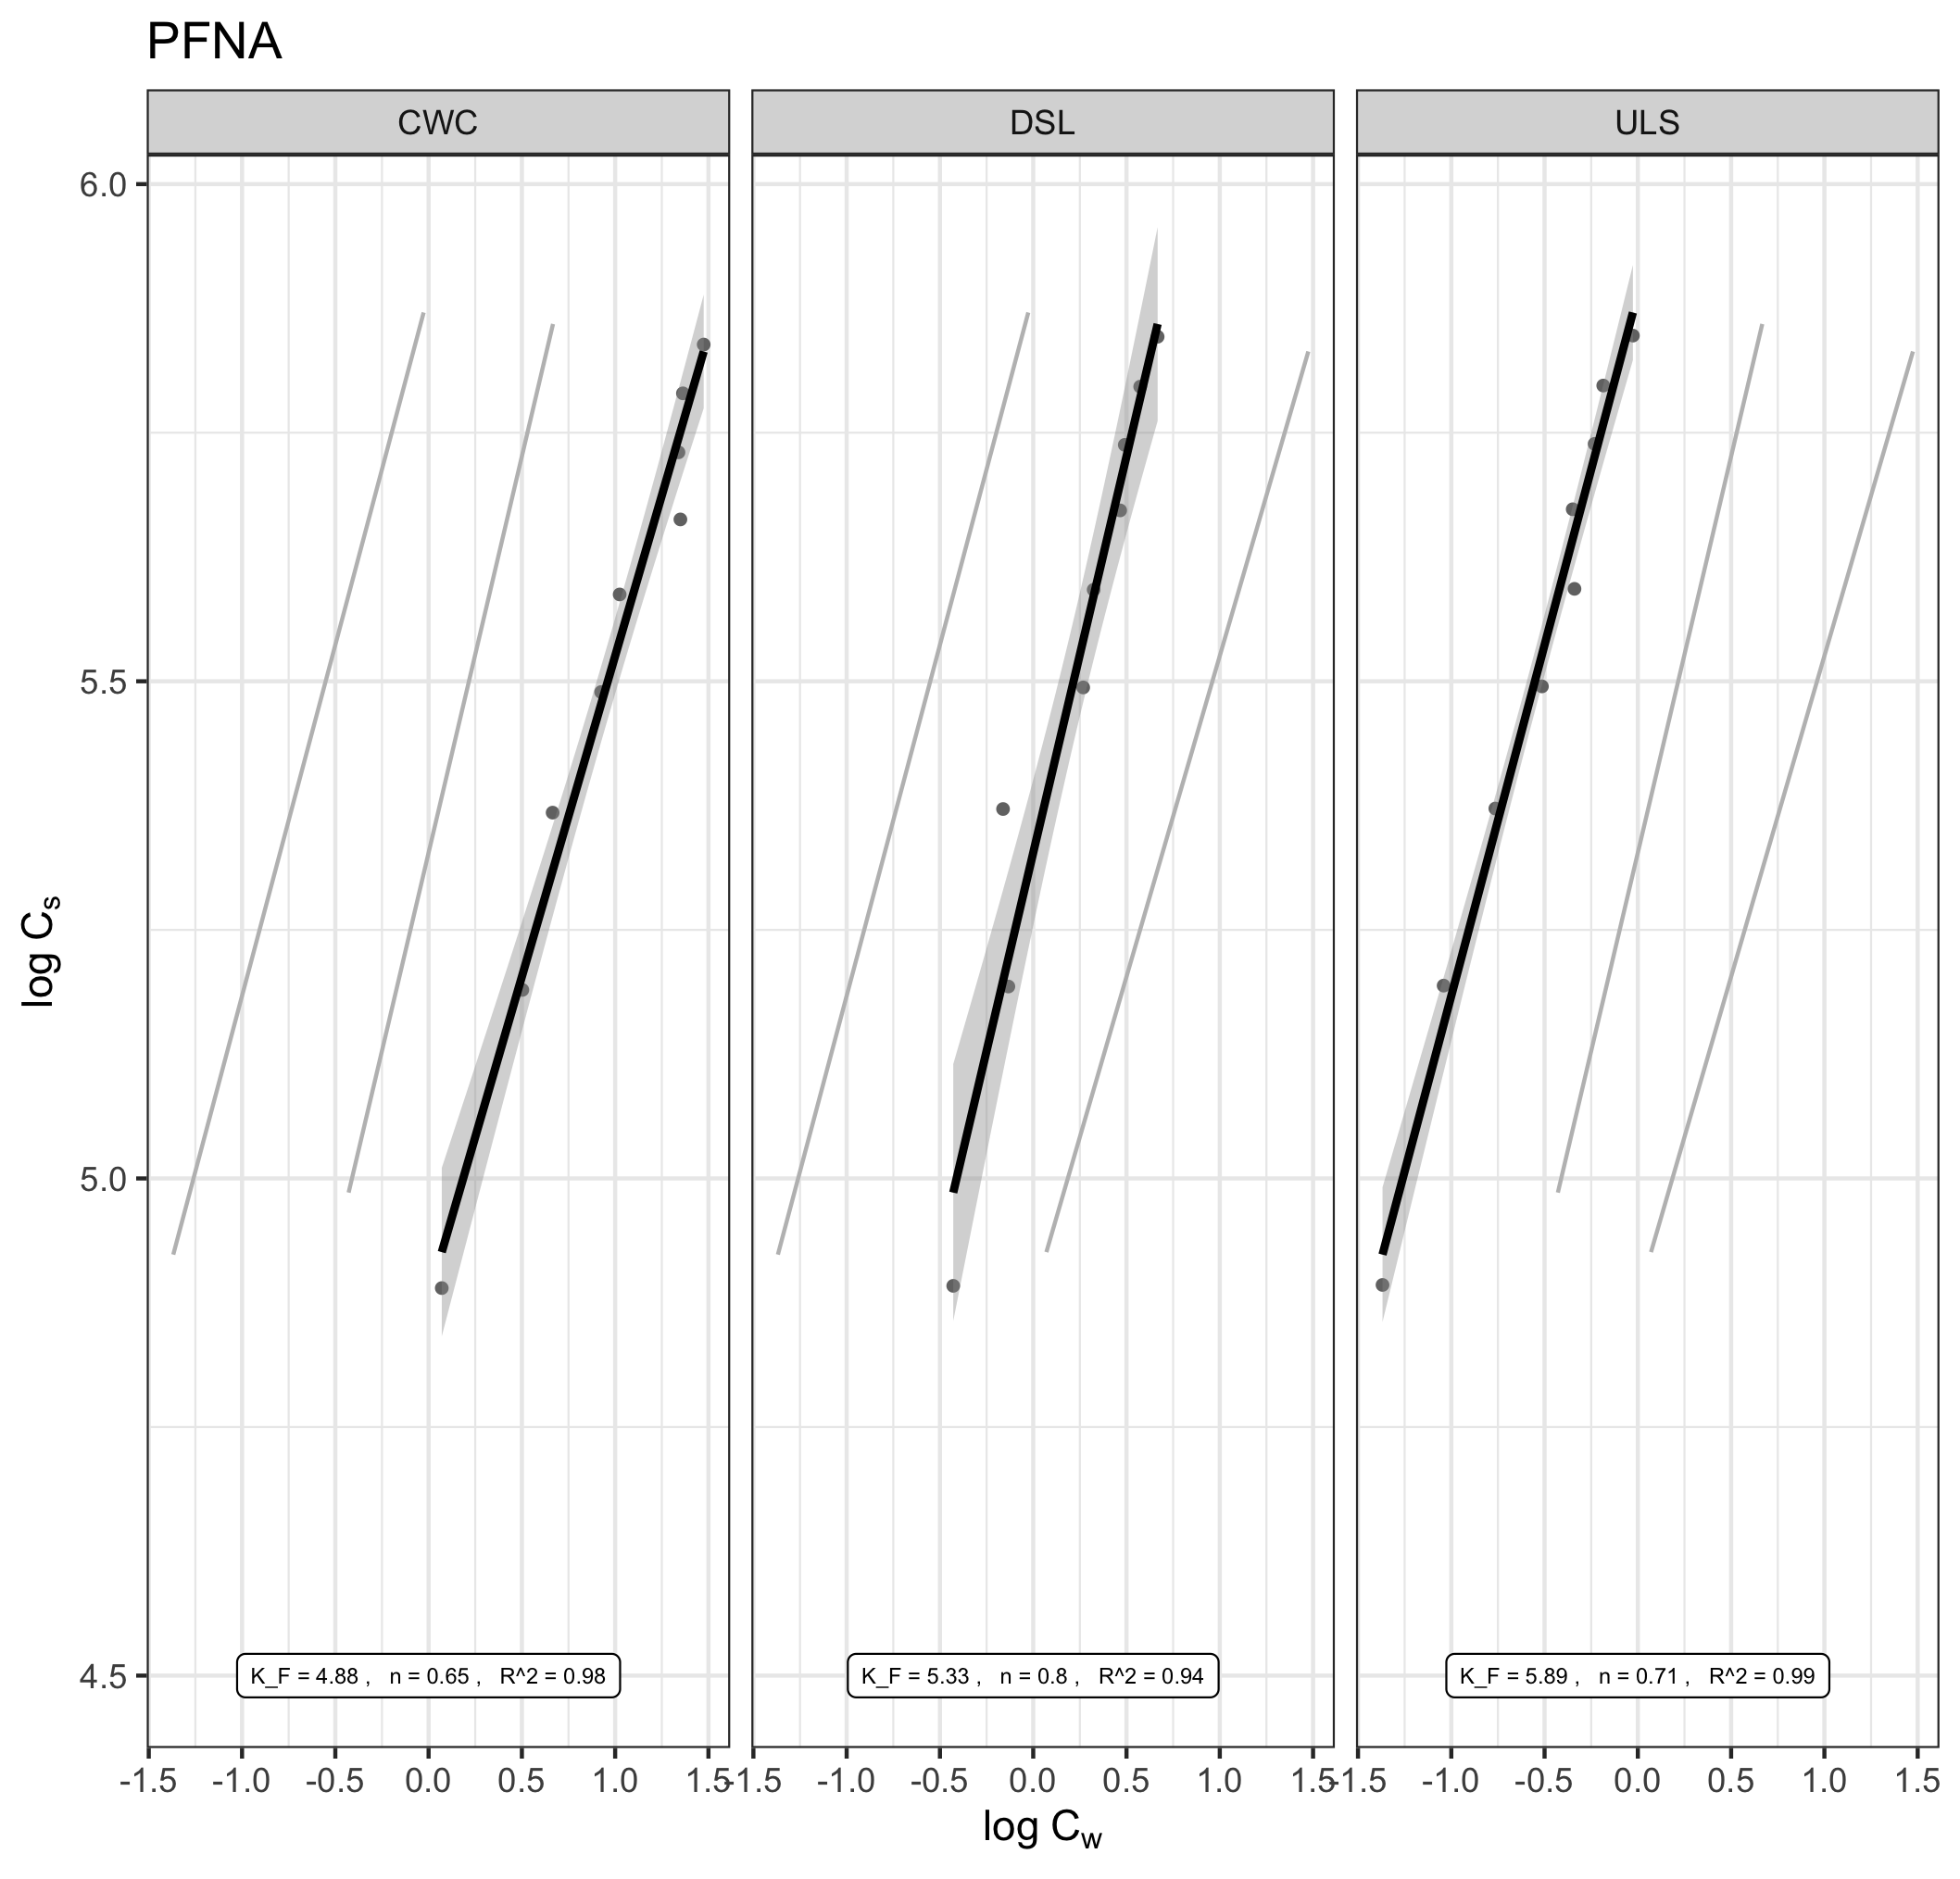 PFNA
CWC DSL ULS
6.0
5.5
5.0
4.5
log Cs
K_F = 4.88 , n = 0.65 , R^2 = 0.98
K_F = 5.33 , n = 0.8 , R^2 = 0.94
K_F = 5.89 , n = 0.71 , R^2 = 0.99
-1.5 -1.0 -0.5 0.0 0.5 1.0 1.5 -1.5 -1.0 -0.5 0.0 0.5 1.0 1.5 -1.5 -1.0 -0.5 0.0 0.5 1.0 1.5
log Cw